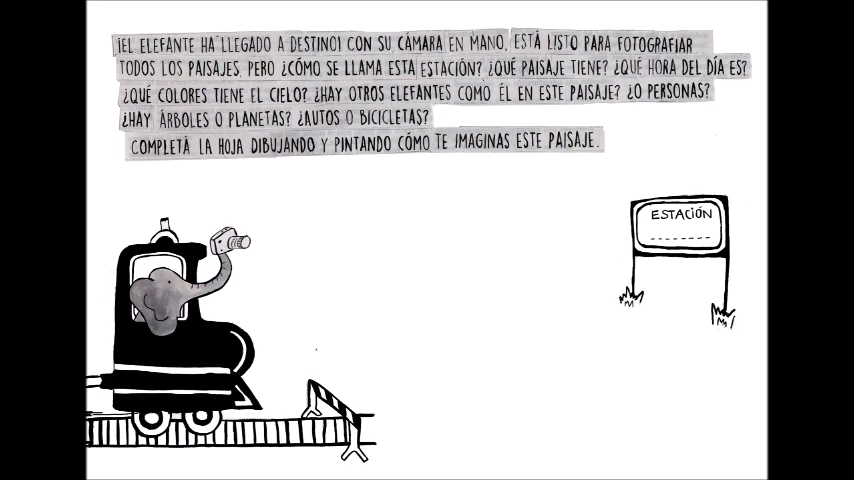 ¡EL ELEFANTE HA LLEGADO A DESTINO! CON SU CÁMARA EN MANO, ESTÁ LISTO PARA FOTOGRAFIAR
TODOS LOS PAISAJES, PERO ¿CÓMO SE LLAMA ESTA ESTACIÓN? ¿QUÉ PAISAJE TIENE? ¿QUÉ HORA DEL DÍA ES?
¿QUÉ COLORES TIENE EL CIELO? ¿HAY OTROS ELEFANTES COMO ÉL EN ESTE PAISAJE? ¿O PERSONAS?
¿HAY ÁRBOLES O PLANETAS? ¿AUTOS O BICICLETAS?
COMPLETÁ LA HOJA DIBUJANDO Y PINTANDO CÓMO TE IMAGINAS ESTE PAISAJE.
ESTACIÓN